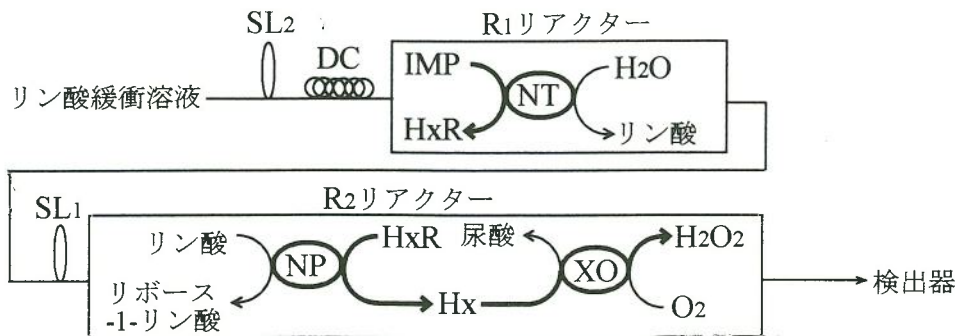 R1リアクター
SL2
DC
IMP
H2O
リン酸緩衝溶液
NT
HxR
リン酸
R2リアクター
SL1
リン酸
HxR
尿酸
H2O2
NP
XO
検出器
リボース
-1-リン酸
Hx
O2